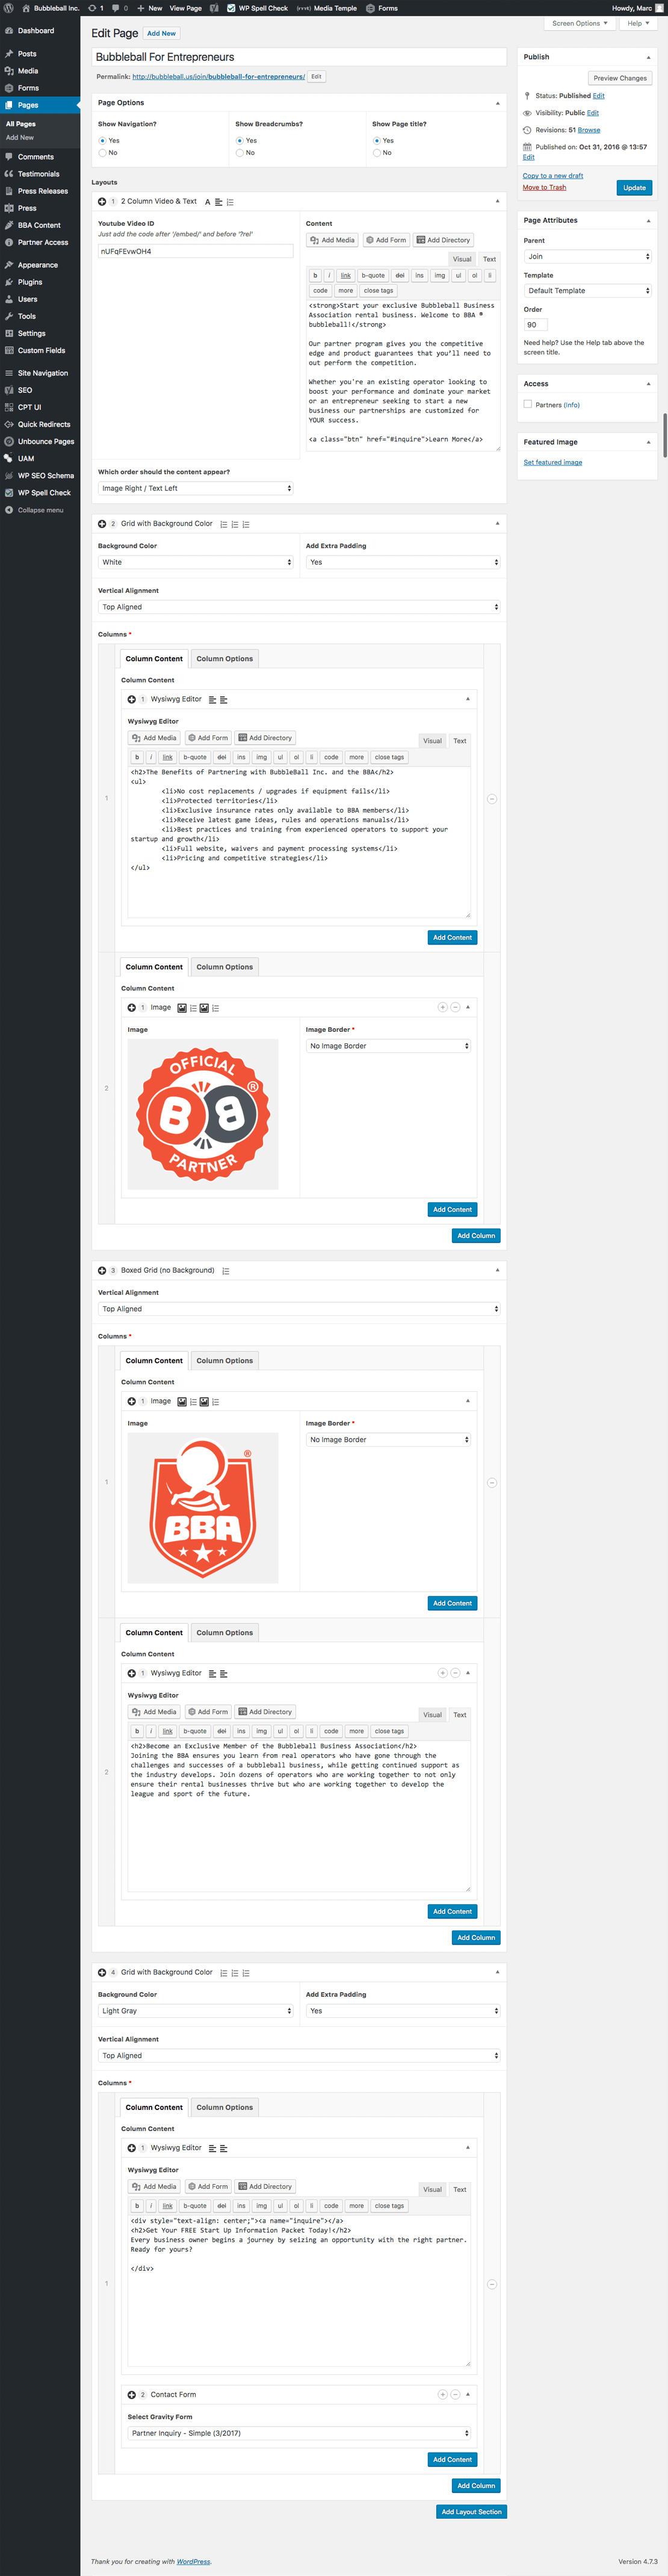 Bubbleball Inc. 1 0 New View Page WP Spell Check Media Temple Forms Howdy, Marc
Screen Options Help
Dashboard
Posts
Media
Forms
Pages
All Pages
Add New
Comments
Testimonials
Press Releases
Press
BBA Content
Partner Access
Appearance
Plugins
Users
Tools
Settings
Custom Fields
Site Navigation
SEO
CPT UI
Quick Redirects
Unbounce Pages
UAM
WP SEO Schema
WP Spell Check
Collapse menu
Edit Page Add New
Bubbleball For Entrepreneurs
Permalink: http://bubbleball.us/join/bubbleball-for-entrepreneurs/ Edit
Page Options
Show Navigation? Show Breadcrumbs? Show Page title?
Yes Yes Yes
No No No
Layouts
1 2 Column Video & Text
Youtube Video ID
Just add the code after '/embed/' and before '?rel'
nUFqFEvwOH4
Content
Add Media Add Form Add Directory
Visual Text
b i link b-quote del ins img ul ol li
code more close tags
<strong>Start your exclusive Bubbleball Business
Association rental business. Welcome to BBA ®
bubbleball!</strong>
Our partner program gives you the competitive
edge and product guarantees that you'll need to
out perform the competition.
Whether you're an existing operator looking to
boost your performance and dominate your market
or an entrepreneur seeking to start a new
business our partnerships are customized for
YOUR success.
<a class="btn" href="#inquire">Learn More</a>
Which order should the content appear?
Image Right / Text Left
2 Grid with Background Color
Background Color Add Extra Padding
White Yes
Vertical Alignment
Top Aligned
Columns *
1
Column Content Column Options
Column Content
1 Wysiwyg Editor
Wysiwyg Editor
Add Media Add Form Add Directory
Visual Text
b i link b-quote del ins img ul ol li code more close tags
<h2>The Benefits of Partnering with BubbleBall Inc. and the BBA</h2>
<ul>
<li>No cost replacements / upgrades if equipment fails</li>
<li>Protected territories</li>
<li>Exclusive insurance rates only available to BBA members</li>
<li>Receive latest game ideas, rules and operations manuals</li>
<li>Best practices and training from experienced operators to support your
startup and growth</li>
<li>Full website, waivers and payment processing systems</li>
<li>Pricing and competitive strategies</li>
</ul>
Add Content
2
Column Content Column Options
Column Content
1 Image
Image Image Border *
No Image Border
OFFICIAL
BB ®
PARTNER
Add Content
Add Column
3 Boxed Grid (no Background)
Vertical Alignment
Top Aligned
Columns *
1
Column Content Column Options
Column Content
1 Image
Image Image Border *
No Image Border
®
BBA
Add Content
2
Column Content Column Options
Column Content
1 Wysiwyg Editor
Wysiwyg Editor
Add Media Add Form Add Directory
Visual Text
b i link b-quote del ins img ul ol li code more close tags
<h2>Become an Exclusive Member of the Bubbleball Business Association</h2>
Joining the BBA ensures you learn from real operators who have gone through the
challenges and successes of a bubbleball business, while getting continued support as
the industry develops. Join dozens of operators who are working together to not only
ensure their rental businesses thrive but who are working together to develop the
league and sport of the future.
Add Content
Add Column
4 Grid with Background Color
Background Color Add Extra Padding
Light Gray Yes
Vertical Alignment
Top Aligned
Columns *
1
Column Content Column Options
Column Content
1 Wysiwyg Editor
Wysiwyg Editor
Add Media Add Form Add Directory
Visual Text
b i link b-quote del ins img ul ol li code more close tags
<div style="text-align: center;"><a name="inquire"></a>
<h2>Get Your FREE Start Up Information Packet Today!</h2>
Every business owner begins a journey by seizing an opportunity with the right partner.
Ready for yours?
</div>
2 Contact Form
Select Gravity Form
Partner Inquiry - Simple (3/2017)
Add Content
Add Column
Add Layout Section
Publish
Preview Changes
Status: Published Edit
Visibility: Public Edit
Revisions: 51 Browse
Published on: Oct 31, 2016 @ 13:57
Edit
Copy to a new draft
Move to Trash Update
Page Attributes
Parent
Join
Template
Default Template
Order
90
Need help? Use the Help tab above the
screen title.
Access
Partners (Info)
Featured Image
Set featured image
Thank you for creating with WordPress. Version 4.7.3